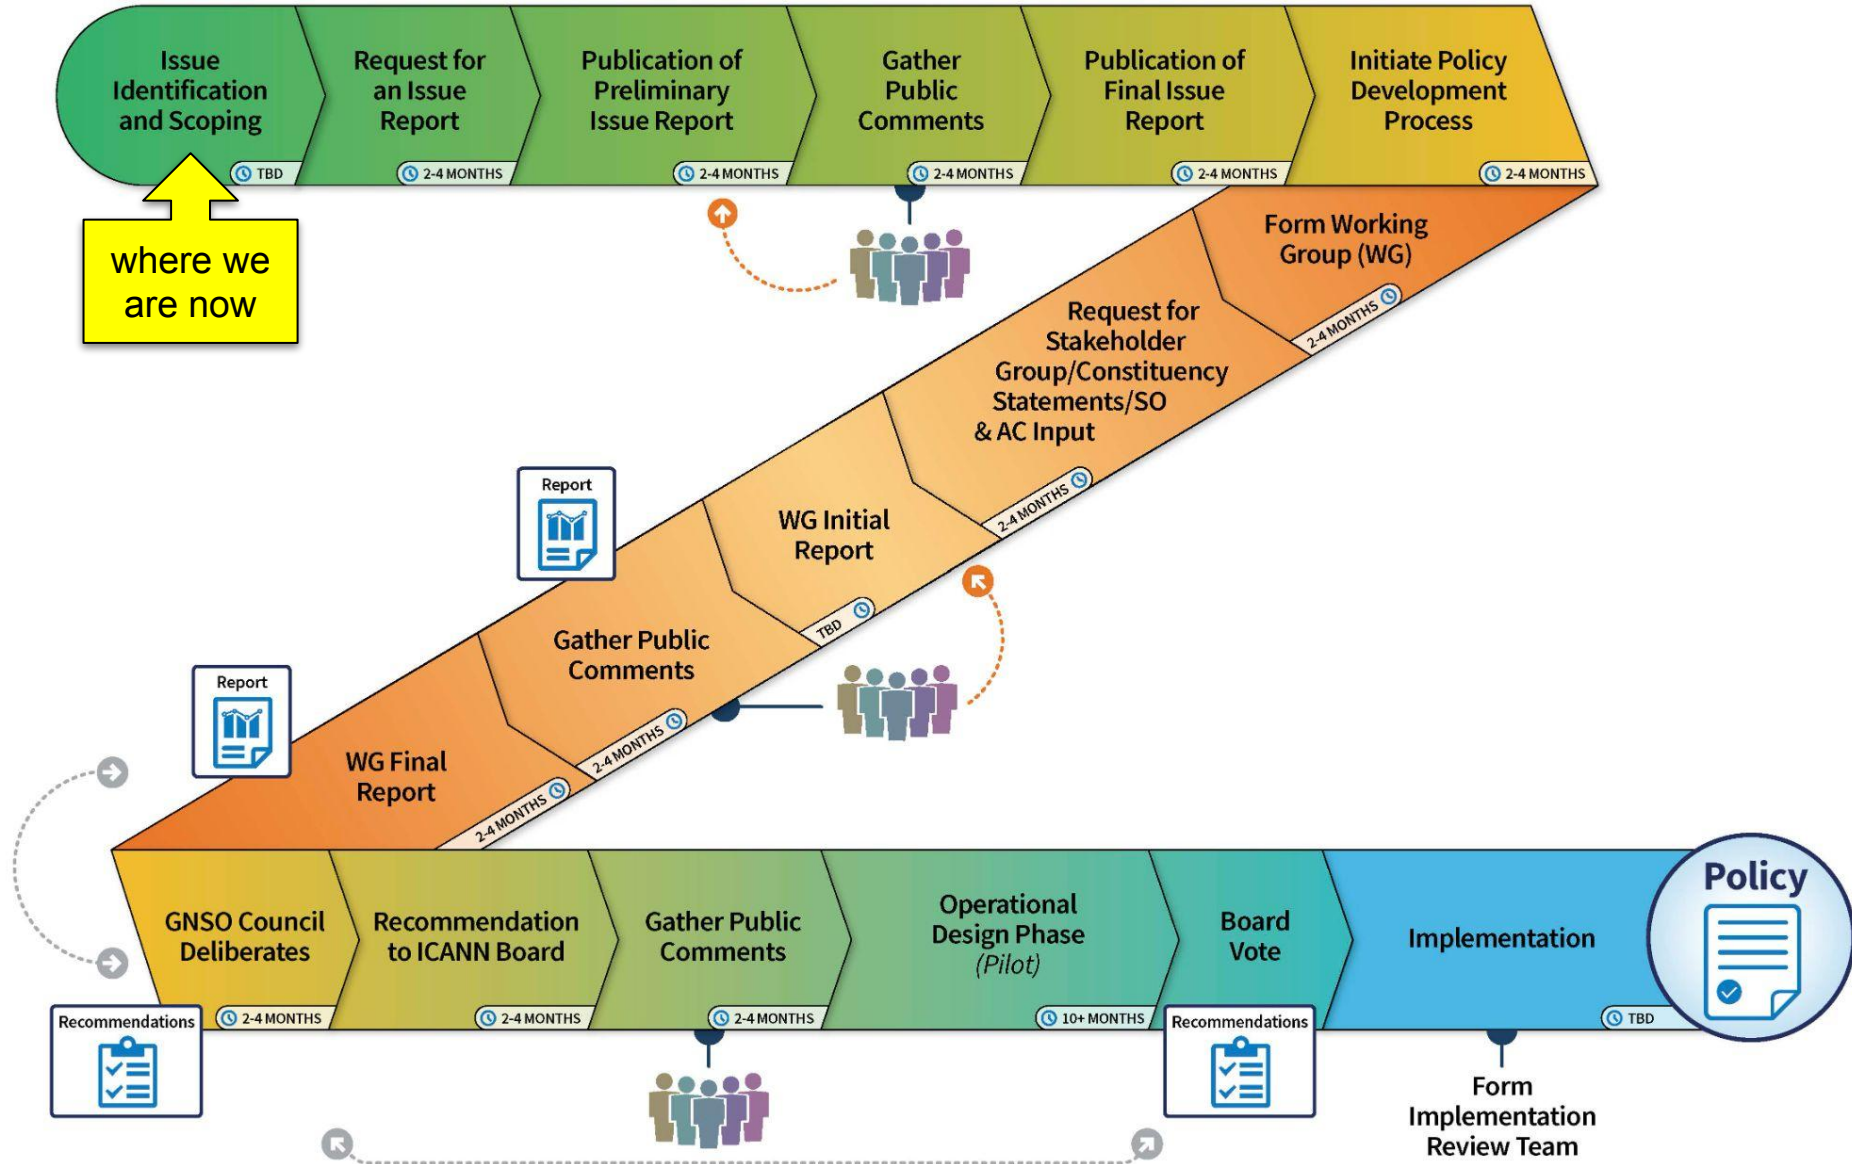 Issue
Identification
and Scoping
TBD
Request for
an Issue
Report
2-4 MONTHS
Publication of
Preliminary
Issue Report
2-4 MONTHS
Gather
Public
Comments
2-4 MONTHS
Publication of
Final Issue
Report
2-4 MONTHS
Initiate Policy
Development
Process
2-4 MONTHS
where we
are now
Form Working
Group (WG)
2-4 MONTHS
Request for
Stakeholder
Group/Constituency
Statements/SO
& AC Input
2-4 MONTHS
WG Initial
Report
TBD
Report
Gather Public
Comments
2-4 MONTHS
Report
WG Final
Report
2-4 MONTHS
GNSO Council
Deliberates
2-4 MONTHS
Recommendations
Recommendation
to ICANN Board
2-4 MONTHS
Gather Public
Comments
2-4 MONTHS
Operational
Design Phase
(Pilot)
10+ MONTHS
Board
Vote
Recommendations
Implementation
TBD
Policy
Form
Implementation
Review Team